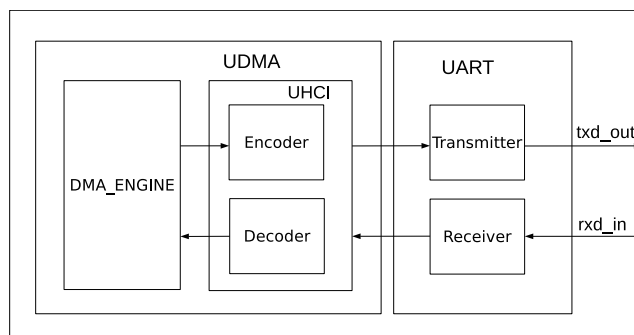 UDMA
UART
UHCI
DMA_ENGINE
Encoder
Transmitter
txd_out
Decoder
Receiver
rxd_in